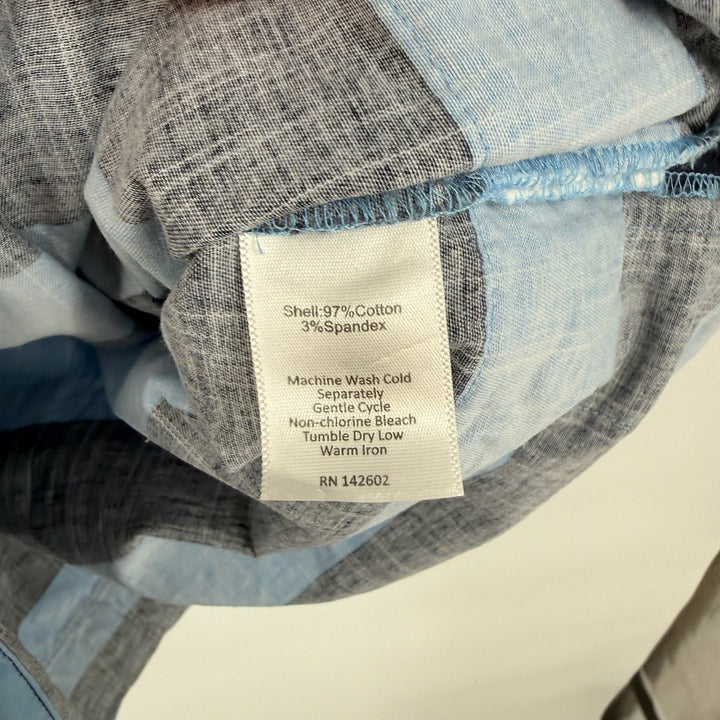 Shell:97%Cotton
3%Spandex
Machine Wash Cold
Separately
Gentle Cycle
Non-chlorine Bleach
Tumble Dry Low
Warm Iron
RN 142602